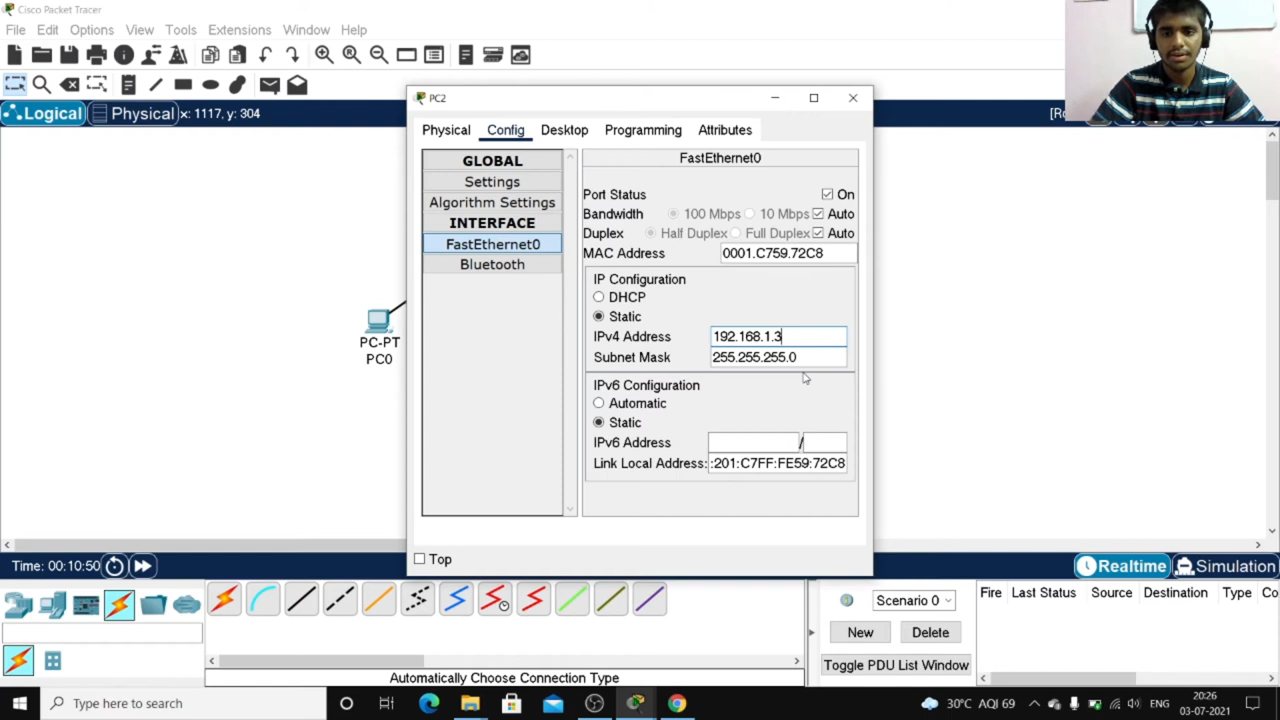 Cisco Packet Tracer
File Edit Options View Tools Extensions Window Help
Logical Physical x: 1117, y: 304
PC2
Physical Config Desktop Programming Attributes
GLOBAL
Settings
Algorithm Settings
INTERFACE
FastEthernet0
Bluetooth
FastEthernet0
Port Status On
Bandwidth 100 Mbps 10 Mbps Auto
Duplex Half Duplex Full Duplex Auto
MAC Address 0001.C759.72C8
IP Configuration
DHCP
Static
IPv4 Address 192.168.1.3
Subnet Mask 255.255.255.0
IPv6 Configuration
Automatic
Static
IPv6 Address /
Link Local Address: :201:C7FF:FE59:72C8
Top
PC-PT
PC0
Time: 00:10:50
Realtime Simulation
Scenario 0
New Delete
Toggle PDU List Window
Fire Last Status Source Destination Type Co
Automatically Choose Connection Type
Type here to search
30°C AQI 69 ENG
20:26
03-07-2021